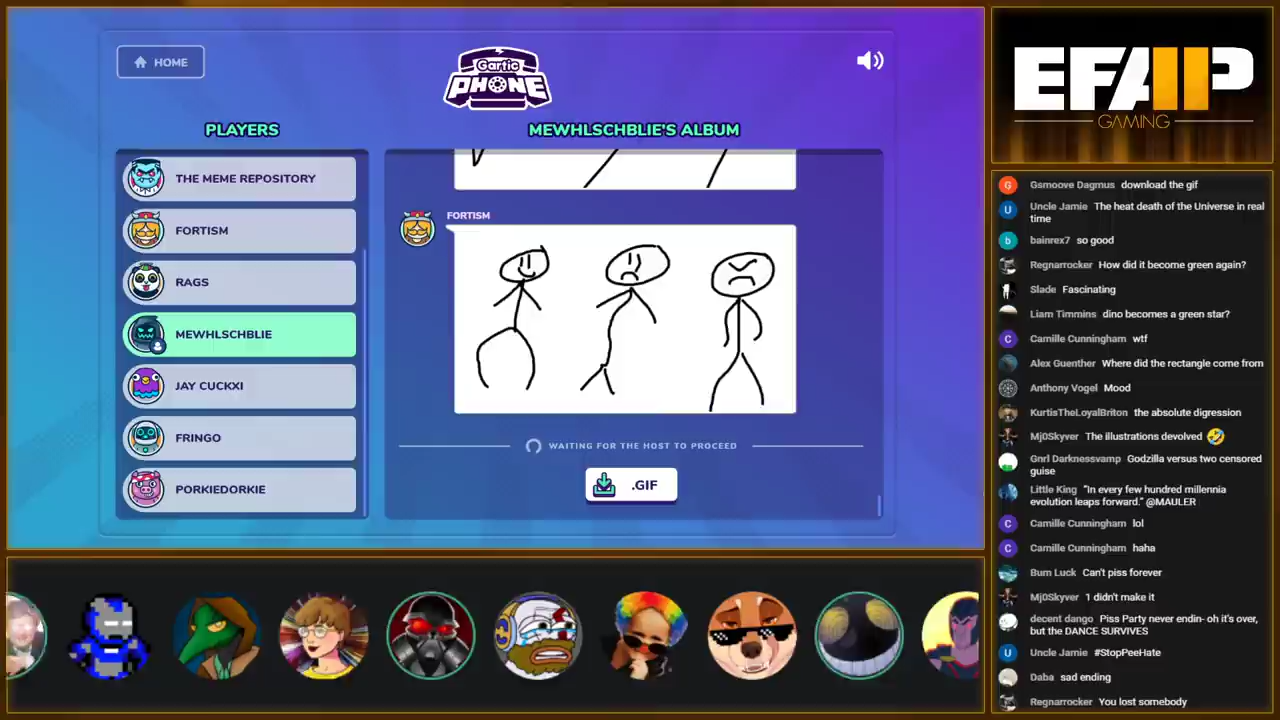 HOME
Gartic
PHONE
PLAYERS
THE MEME REPOSITORY
FORTISM
RAGS
MEWHLSCHBLIE
JAY CUCKXI
FRINGO
PORKIEDORKIE
MEWHLSCHBLIE'S ALBUM
FORTISM
WAITING FOR THE HOST TO PROCEED
.GIF
EFAP
GAMING
G Gsmoove Dagmus download the gif
U Uncle Jamie The heat death of the Universe in real
time
b bainrex7 so good
Regnarrocker How did it become green again?
Slade Fascinating
Liam Timmins dino becomes a green star?
C Camille Cunningham wtf
Alex Guenther Where did the rectangle come from
Anthony Vogel Mood
KurtisTheLoyalBriton the absolute digression
Mj0Skyver The illustrations devolved 🤣
Gnrl Darknessvamp Godzilla versus two censored
guise
Little King “In every few hundred millennia
evolution leaps forward.” @MAULER
C Camille Cunningham lol
C Camille Cunningham haha
Bum Luck Can't piss forever
Mj0Skyver '1 didn't make it
decent dango Piss Party never endin- oh it's over,
but the DANCE SURVIVES
U Uncle Jamie #StopPeeHate
Daba sad ending
Regnarrocker You lost somebody